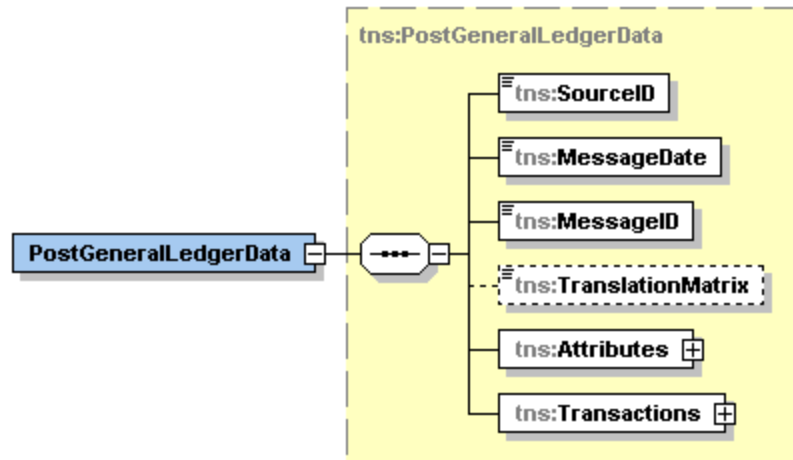 tns:PostGeneralLedgerData
tns:SourceID
tns:MessageDate
tns:MessageID
PostGeneralLedgerData
tns:TranslationMatrix
tns:Attributes
tns:Transactions